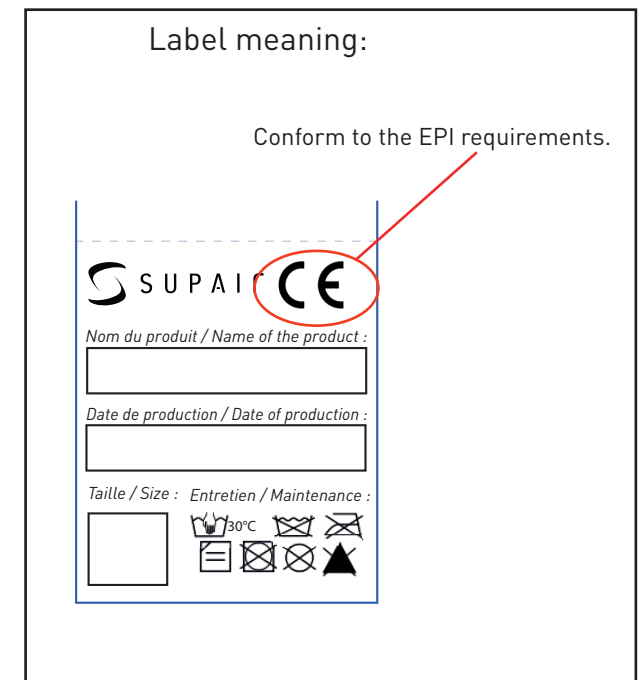 Label meaning:
Conform to the EPI requirements.
SUPAIR CE
Nom du produit / Name of the product :
Date de production / Date of production :
Taille / Size : Entretien / Maintenance :
30°C